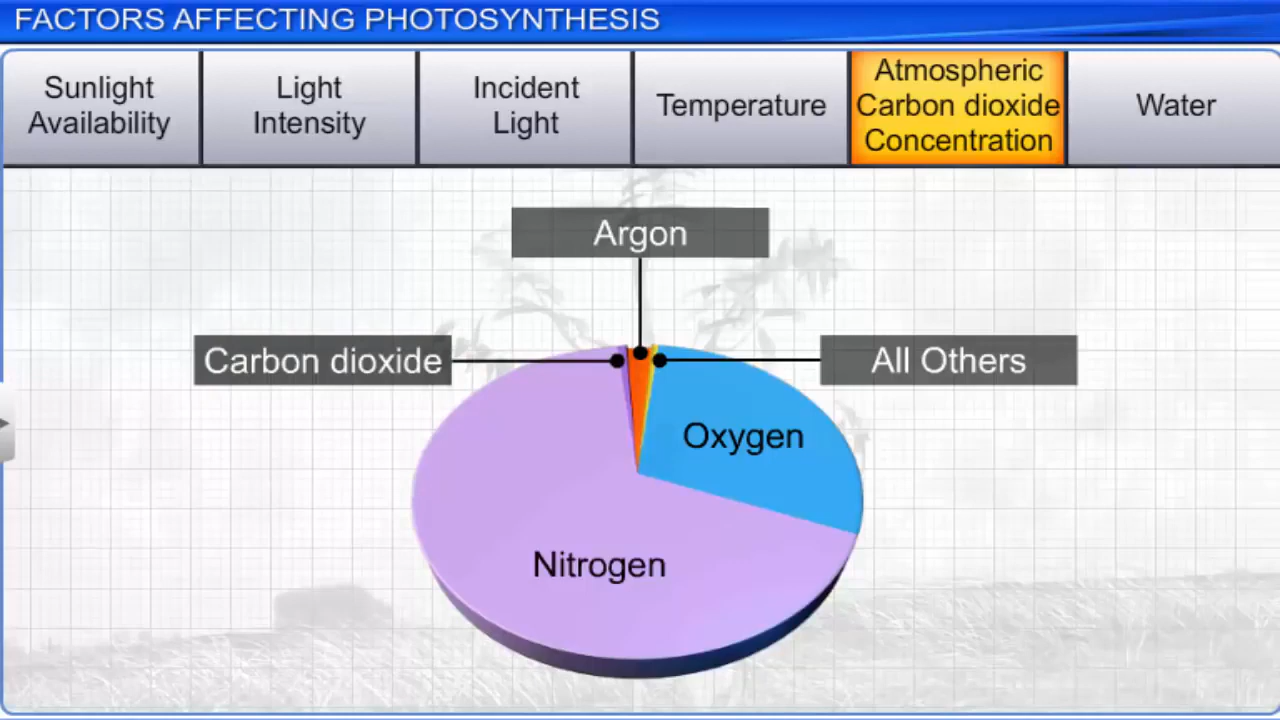 FACTORS AFFECTING PHOTOSYNTHESIS
Sunlight
Availability
Light
Intensity
Incident
Light
Temperature
Atmospheric
Carbon dioxide
Concentration
Water
Argon
Carbon dioxide
All Others
Oxygen
Nitrogen